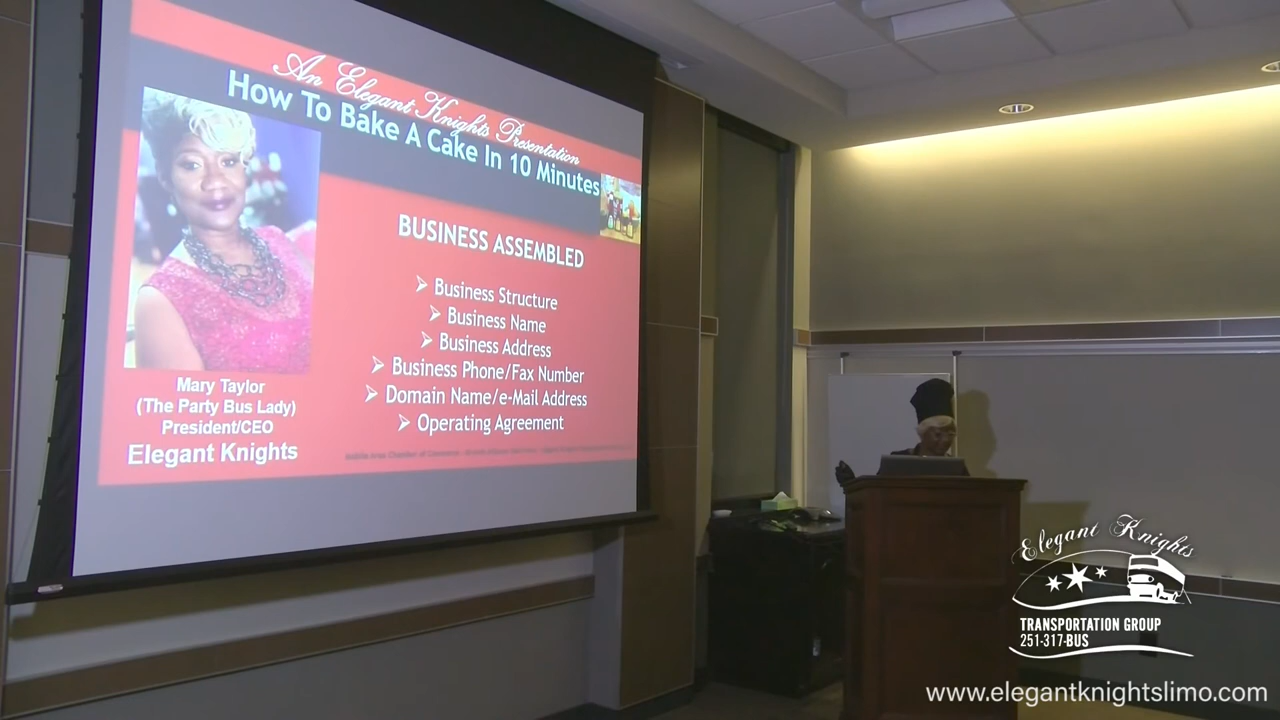 An Elegant Knights Presentation
How To Bake A Cake In 10 Minutes
BUSINESS ASSEMBLED
➢ Business Structure
➢ Business Name
➢ Business Address
➢ Business Phone/Fax Number
➢ Domain Name/e-Mail Address
➢ Operating Agreement
Mary Taylor
(The Party Bus Lady)
President/CEO
Elegant Knights
Elegant Knights
TRANSPORTATION GROUP
251-317-BUS
www.elegantknightslimo.com